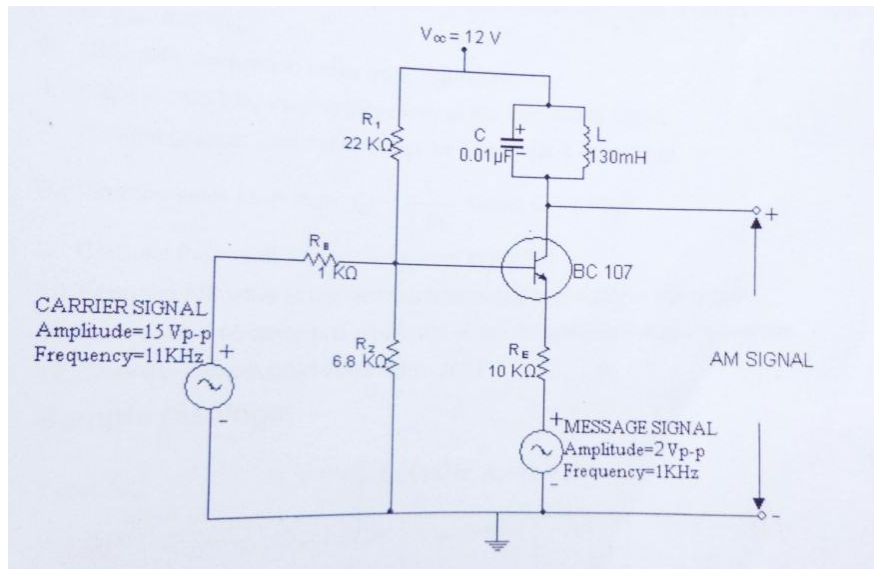 V∞= 12 V
R1
22 KΩ
C
+
-
0.01μF
L
130mH
+
RB
1 KΩ
BC 107
CARRIER SIGNAL
Amplitude=15 Vp-p
Frequency=11KHz
+
-
R2
6.8 KΩ
RE
10 KΩ
AM SIGNAL
+
MESSAGE SIGNAL
Amplitude=2 Vp-p
Frequency=1KHz
-
-